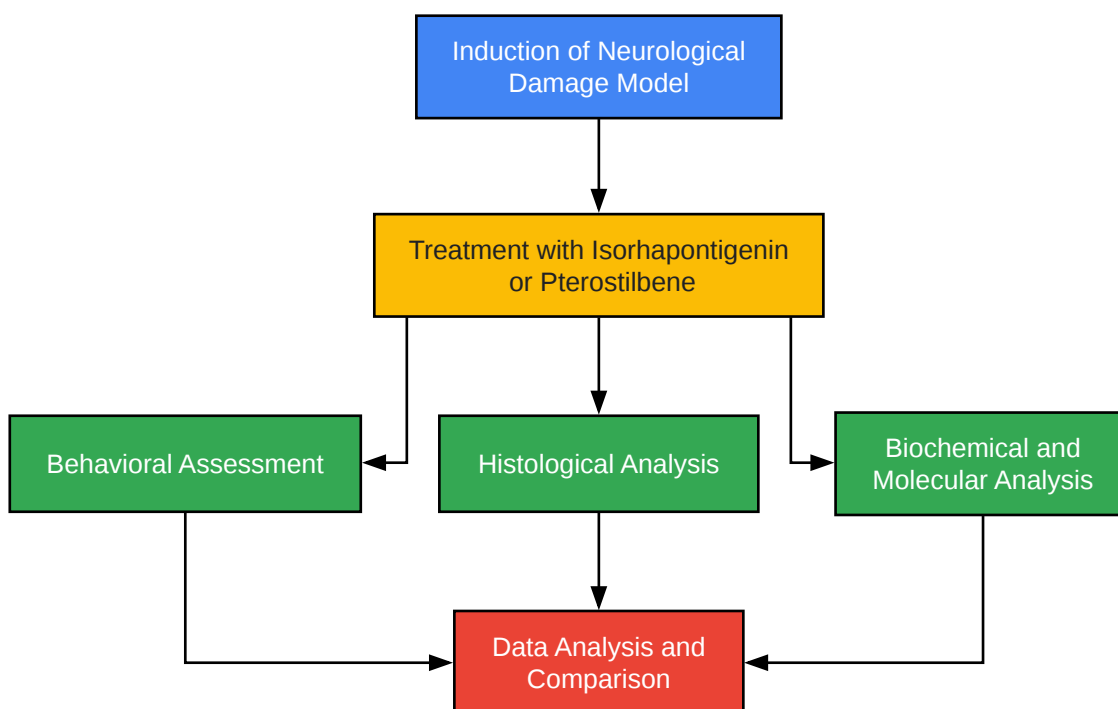 Induction of Neurological
Damage Model
Treatment with Isorhapontigenin
or Pterostilbene
Behavioral Assessment
Histological Analysis
Biochemical and
Molecular Analysis
Data Analysis and
Comparison